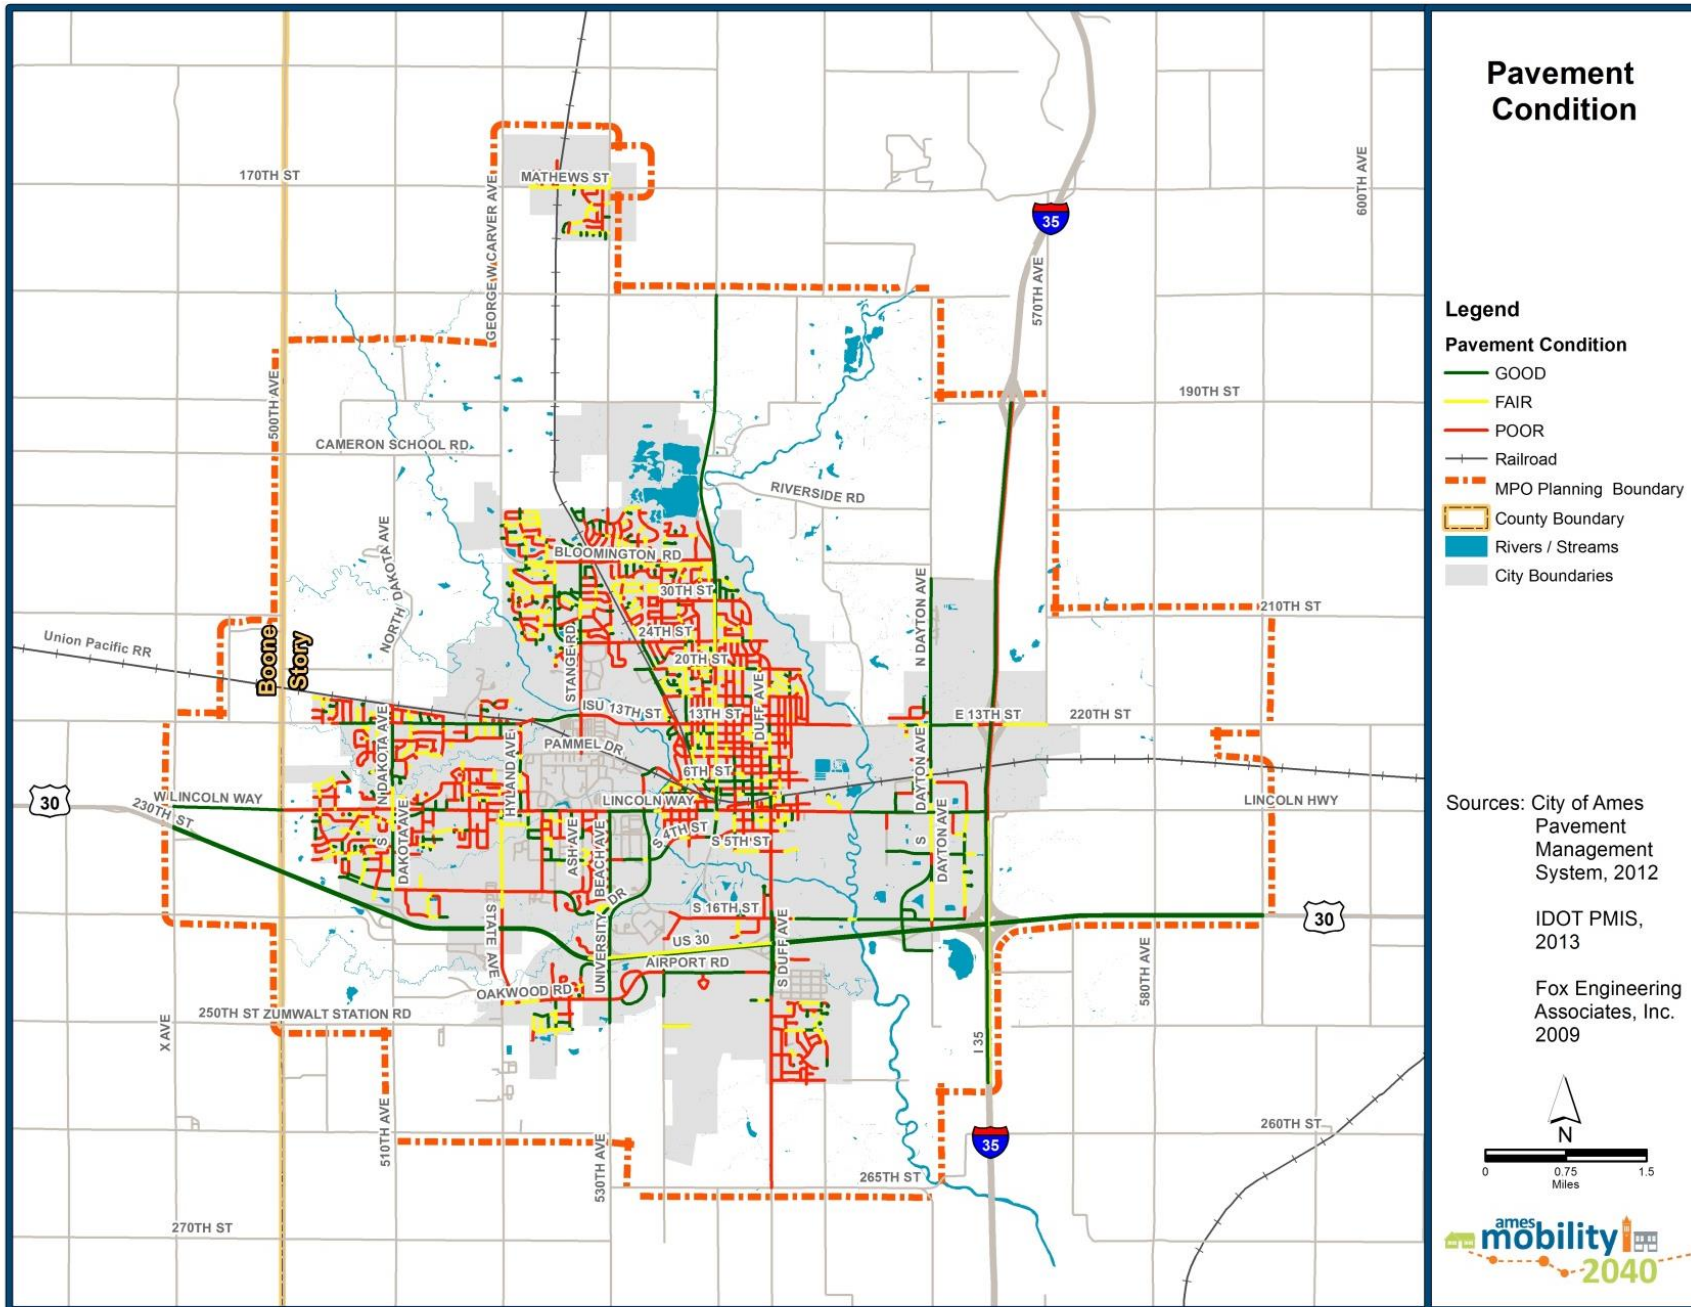 Pavement
Condition
Legend
Pavement Condition
GOOD
FAIR
POOR
Railroad
MPO Planning Boundary
County Boundary
Rivers / Streams
City Boundaries
Sources: City of Ames
Pavement
Management
System, 2012
IDOT PMIS,
2013
Fox Engineering
Associates, Inc.
2009
N
0 0.75 1.5
Miles
ames
mobility
2040
170TH ST
MATHEWS ST
GEORGE W CARVER AVE
600TH AVE
35
570TH AVE
500TH AVE
190TH ST
CAMERON SCHOOL RD
RIVERSIDE RD
NORTH DAKOTA AVE
BLOOMINGTON RD
30TH ST
N DAYTON AVE
210TH ST
Union Pacific RR
Boone
Story
24TH ST
STANGE RD
20TH ST
DUFF AVE
ISU 13TH ST
13TH ST
E 13TH ST
220TH ST
N DAKOTA AVE
HYLAND AVE
PAMMEL DR
6TH ST
DAYTON AVE
30
W LINCOLN WAY
LINCOLN WAY
LINCOLN HWY
230TH ST
S DAKOTA AVE
ASH AVE
BEACH AVE
S 4TH ST
S 5TH ST
S DAYTON AVE
STATE AVE
UNIVERSITY DR
S 16TH ST
S DUFF AVE
30
US 30
AIRPORT RD
580TH AVE
OAKWOOD RD
X AVE
250TH ST ZUMWALT STATION RD
I 35
510TH AVE
530TH AVE
35
260TH ST
265TH ST
270TH ST